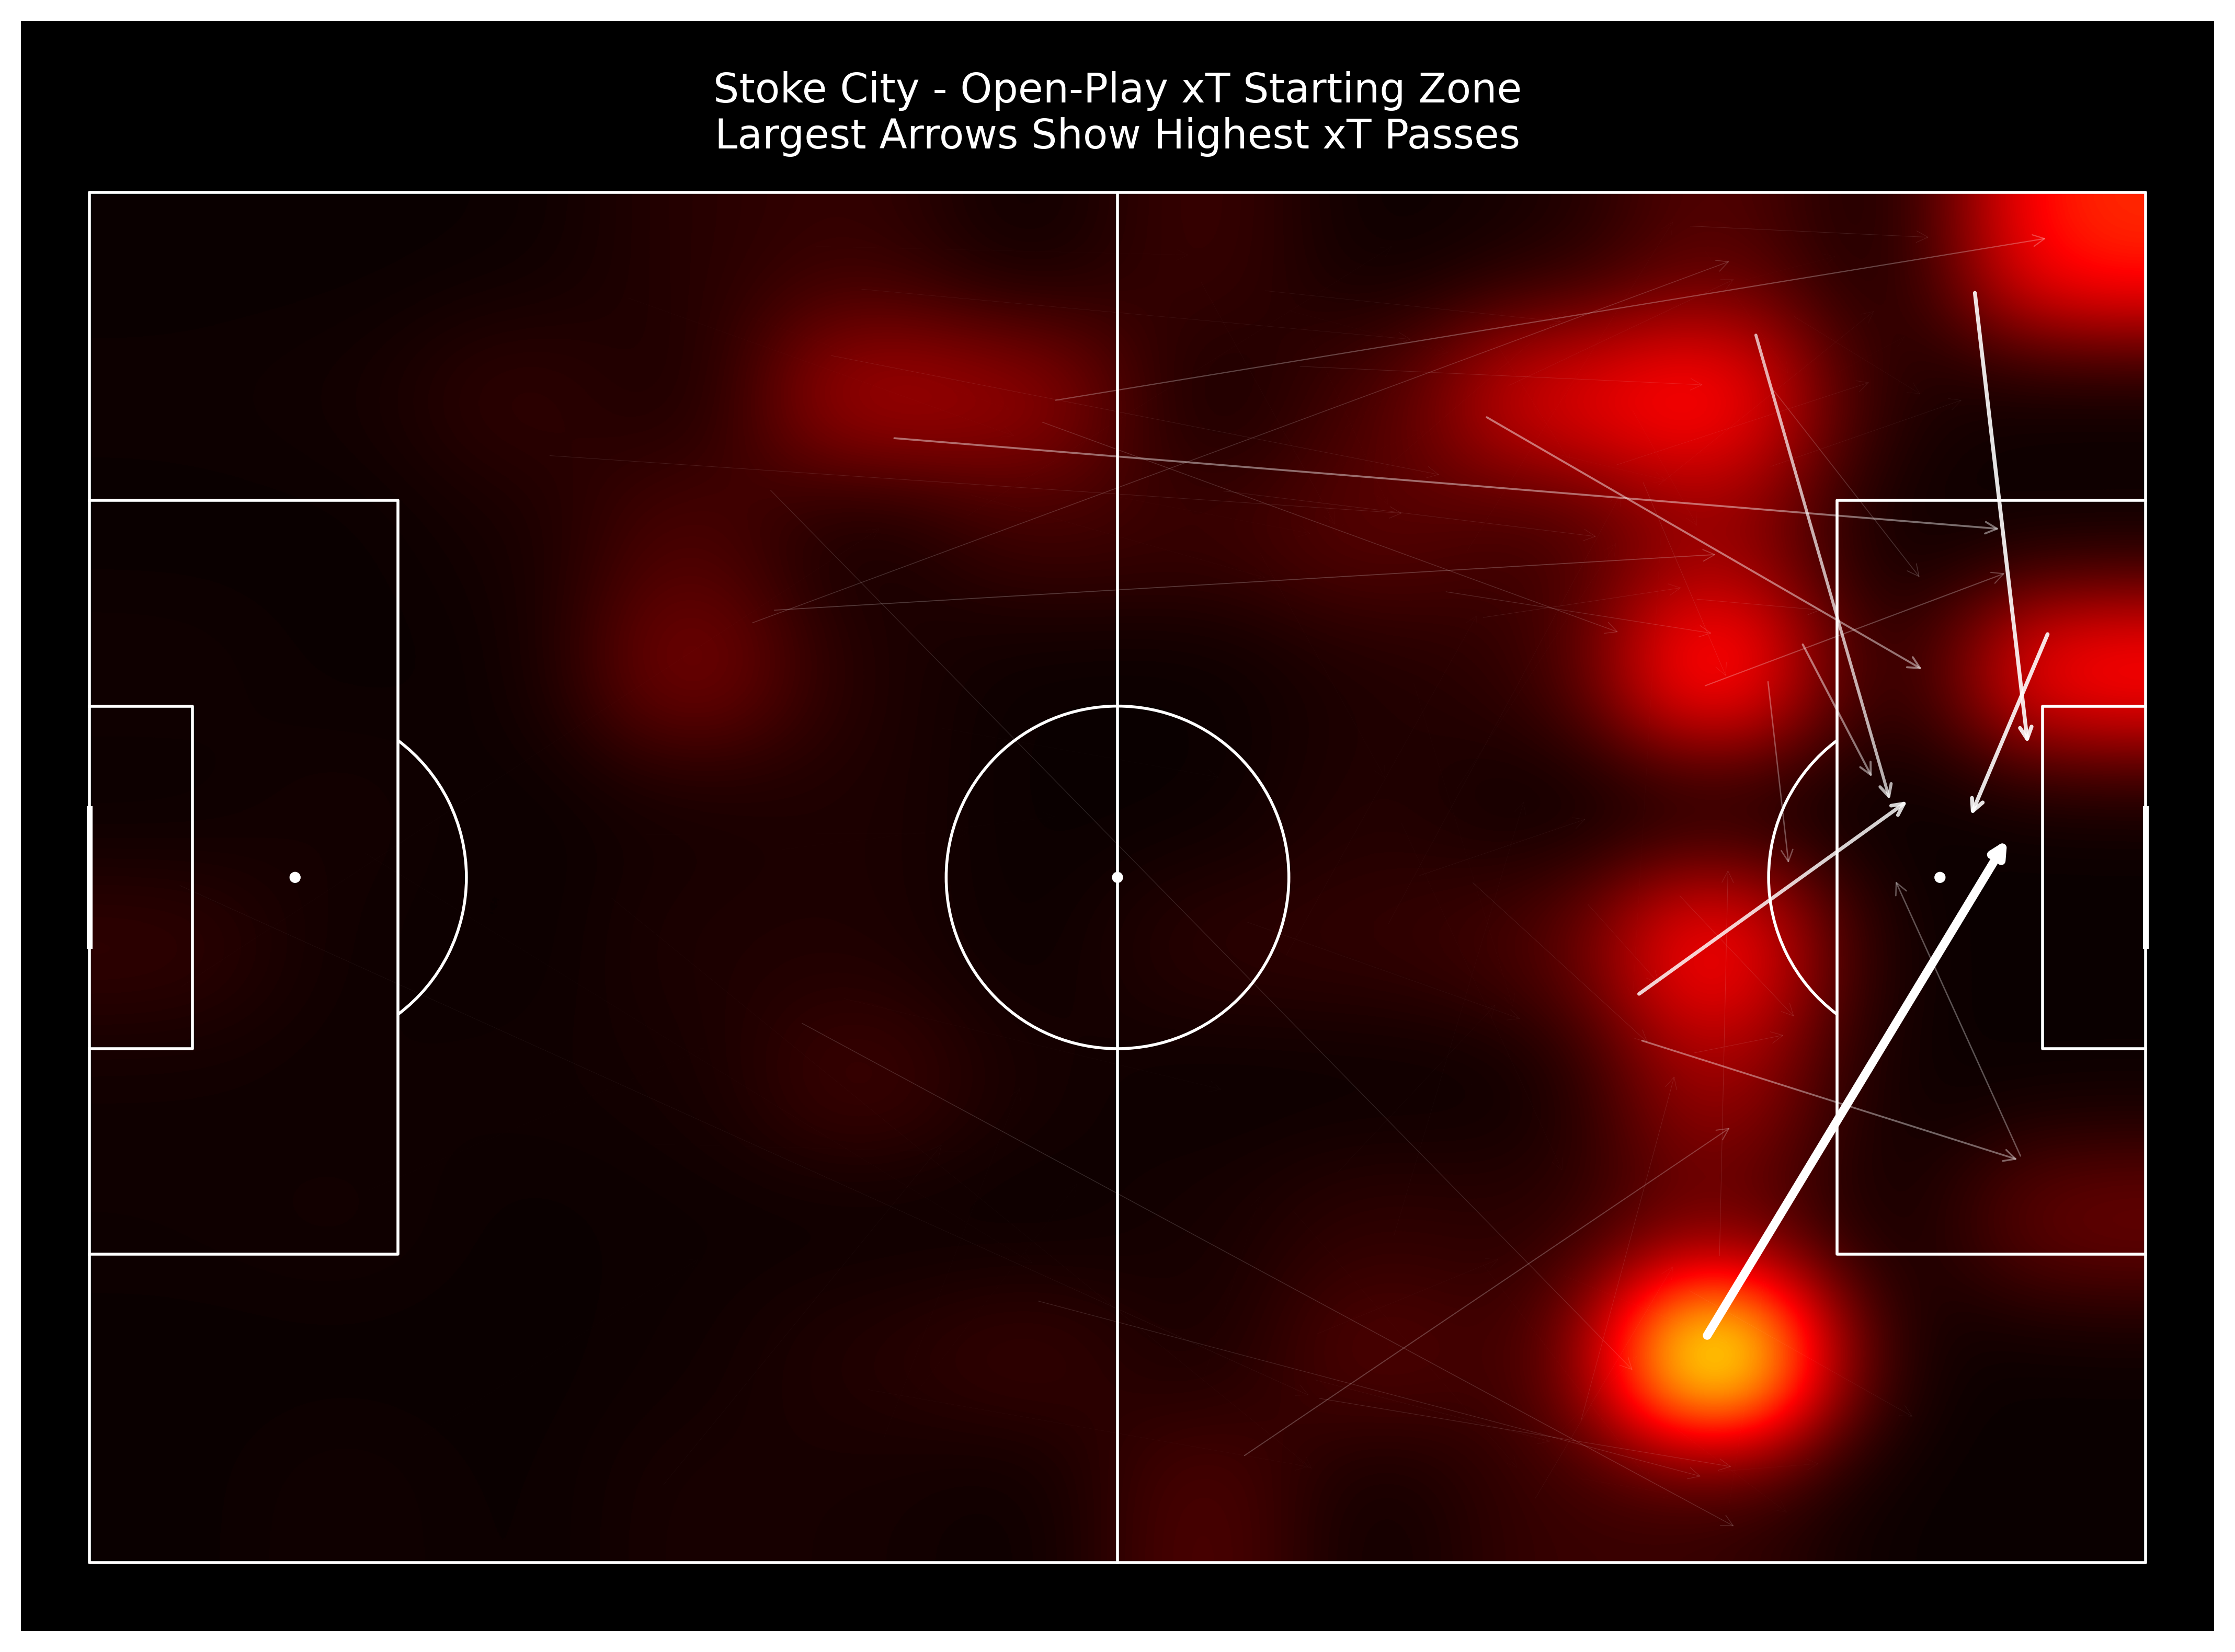 Stoke City - Open-Play xT Starting Zone
Largest Arrows Show Highest xT Passes